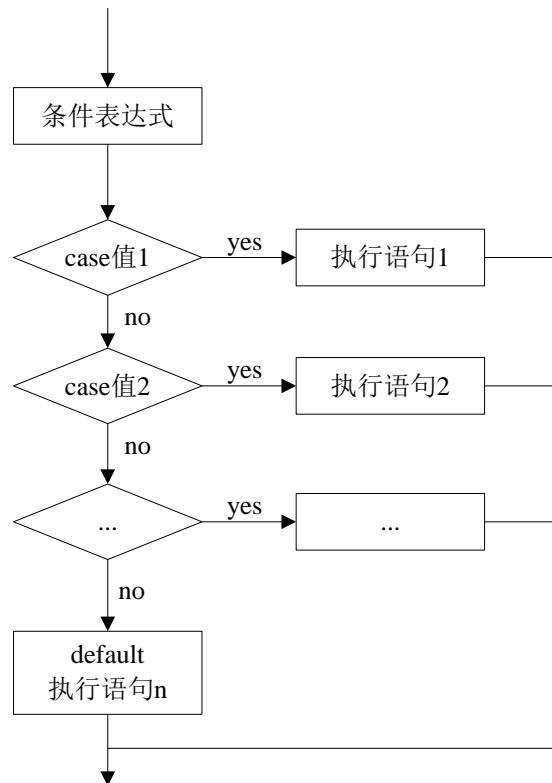 条件表达式
case值1
yes
执行语句1
no
case值2
yes
执行语句2
no
...
yes
...
no
default
执行语句n